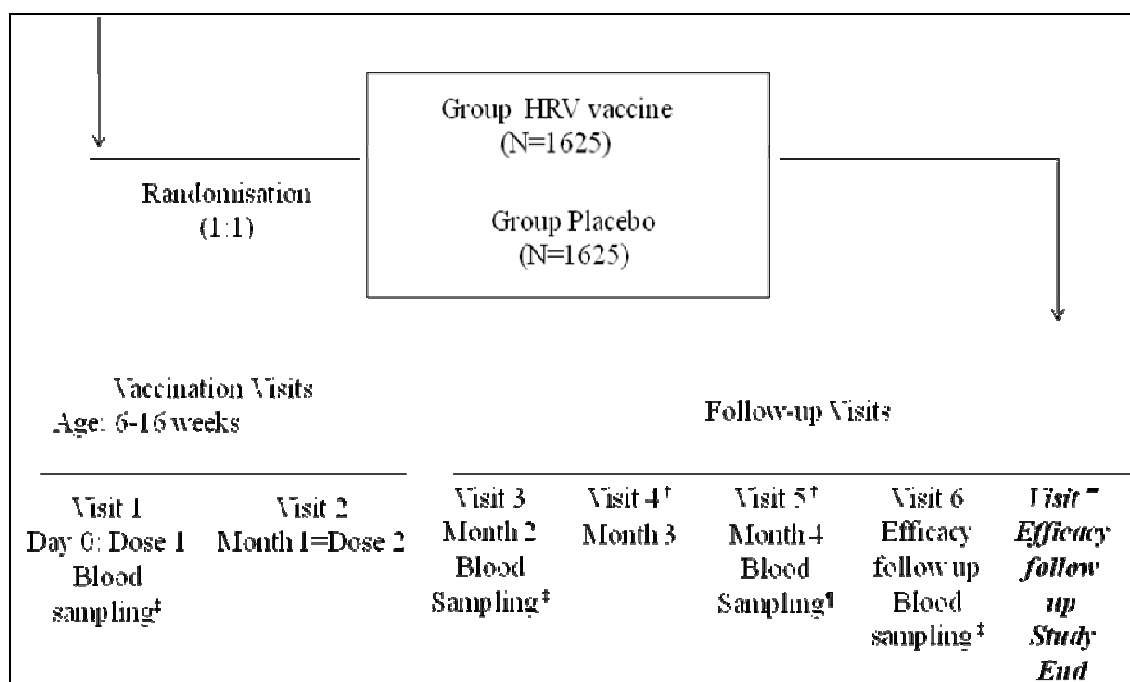 Group HRV vaccine
(N=1625)
Randomisation
(1:1)
Group Placebo
(N=1625)
Vaccination Visits
Age: 6-16 weeks
Follow-up Visits
Visit 1
Day 0: Dose 1
Blood
sampling‡
Visit 2
Month 1=Dose 2
Visit 3
Month 2
Blood
Sampling‡
Visit 4†
Month 3
Visit 5†
Month 4
Blood
Sampling¶
Visit 6
Efficacy
follow up
Blood
sampling‡
Visit
Efficacy
follow
up
Study
End